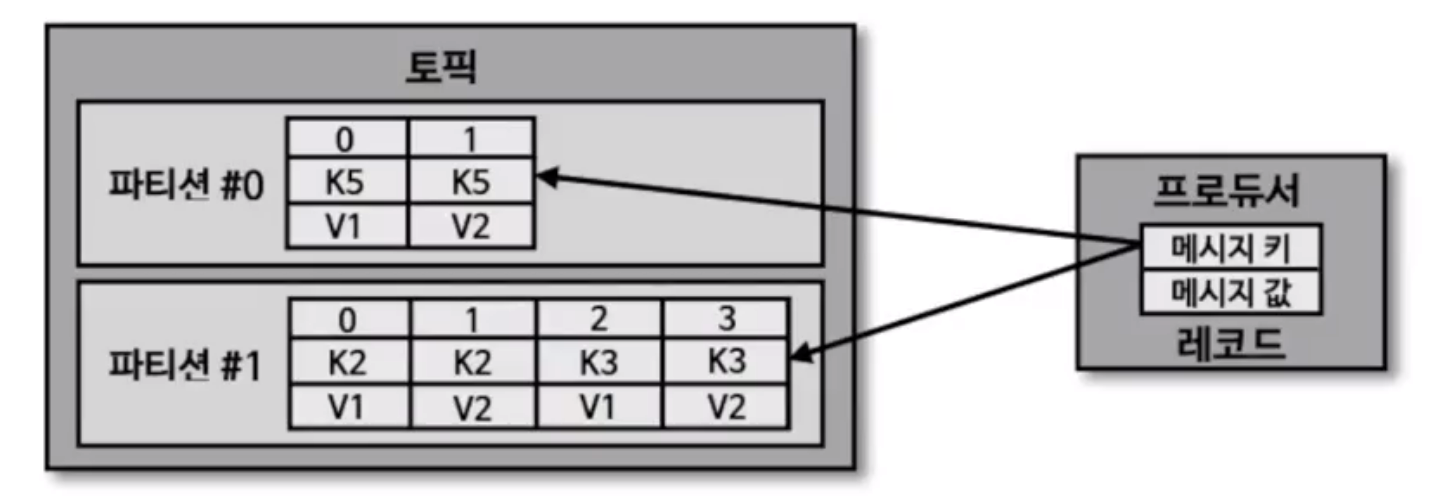 토픽
파티션 #0
0 1
K5 K5
V1 V2
파티션 #1
0 1 2 3
K2 K2 K3 K3
V1 V2 V1 V2
프로듀서
메시지 키
메시지 값
레코드